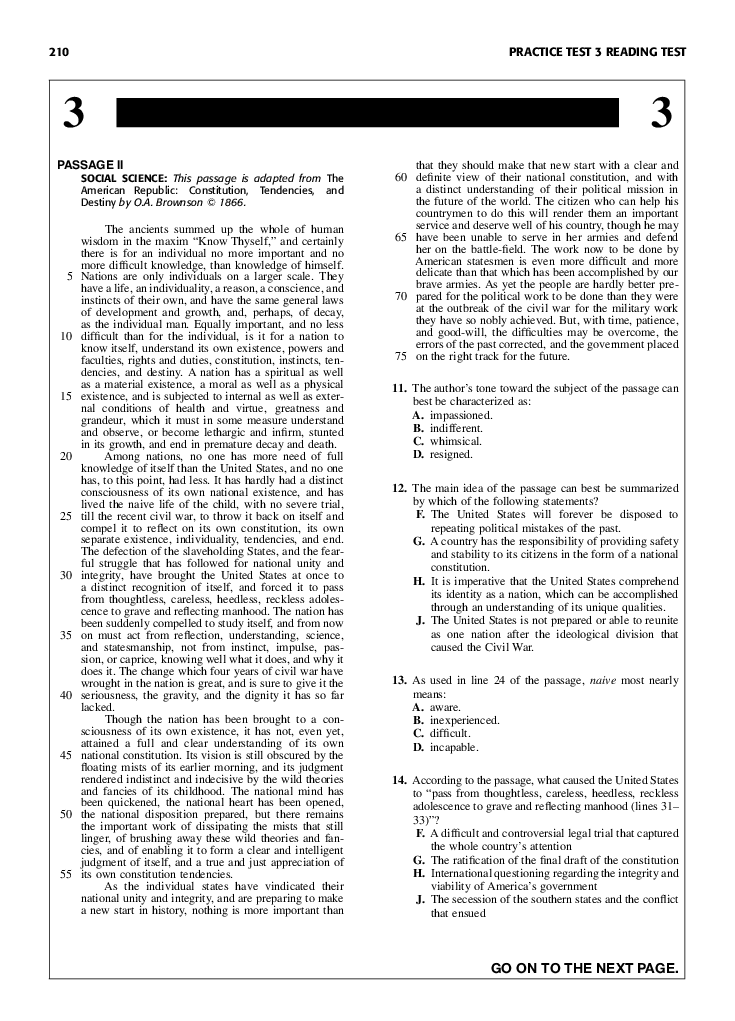 210
PRACTICE TEST 3 READING TEST
3
3
PASSAGE II
SOCIAL SCIENCE: This passage is adapted from The
American Republic: Constitution, Tendencies, and
Destiny by O.A. Brownson © 1866.
The ancients summed up the whole of human
wisdom in the maxim “Know Thyself,” and certainly
there is for an individual no more important and no
more difficult knowledge, than knowledge of himself.
5 Nations are only individuals on a larger scale. They
have a life, an individuality, a reason, a conscience, and
instincts of their own, and have the same general laws
of development and growth, and, perhaps, of decay,
as the individual man. Equally important, and no less
10 difficult than for the individual, is it for a nation to
know itself, understand its own existence, powers and
faculties, rights and duties, constitution, instincts, ten-
dencies, and destiny. A nation has a spiritual as well
as a material existence, a moral as well as a physical
15 existence, and is subjected to internal as well as exter-
nal conditions of health and virtue, greatness and
grandeur, which it must in some measure understand
and observe, or become lethargic and infirm, stunted
in its growth, and end in premature decay and death.
20 Among nations, no one has more need of full
knowledge of itself than the United States, and no one
has, to this point, had less. It has hardly had a distinct
consciousness of its own national existence, and has
lived the naive life of the child, with no severe trial,
25 till the recent civil war, to throw it back on itself and
compel it to reflect on its own constitution, its own
separate existence, individuality, tendencies, and end.
The defection of the slaveholding States, and the fear-
ful struggle that has followed for national unity and
30 integrity, have brought the United States at once to
a distinct recognition of itself, and forced it to pass
from thoughtless, careless, heedless, reckless adoles-
cence to grave and reflecting manhood. The nation has
been suddenly compelled to study itself, and from now
35 on must act from reflection, understanding, science,
and statesmanship, not from instinct, impulse, pas-
sion, or caprice, knowing well what it does, and why it
does it. The change which four years of civil war have
wrought in the nation is great, and is sure to give it the
40 seriousness, the gravity, and the dignity it has so far
lacked.
Though the nation has been brought to a con-
sciousness of its own existence, it has not, even yet,
attained a full and clear understanding of its own
45 national constitution. Its vision is still obscured by the
floating mists of its earlier morning, and its judgment
rendered indistinct and indecisive by the wild theories
and fancies of its childhood. The national mind has
been quickened, the national heart has been opened,
50 the national disposition prepared, but there remains
the important work of dissipating the mists that still
linger, of brushing away these wild theories and fan-
cies, and of enabling it to form a clear and intelligent
judgment of itself, and a true and just appreciation of
55 its own constitution tendencies.
As the individual states have vindicated their
national unity and integrity, and are preparing to make
a new start in history, nothing is more important than
that they should make that new start with a clear and
60 definite view of their national constitution, and with
a distinct understanding of their political mission in
the future of the world. The citizen who can help his
countrymen to do this will render them an important
service and deserve well of his country, though he may
65 have been unable to serve in her armies and defend
her on the battle-field. The work now to be done by
American statesmen is even more difficult and more
delicate than that which has been accomplished by our
brave armies. As yet the people are hardly better pre-
70 pared for the political work to be done than they were
at the outbreak of the civil war for the military work
they have so nobly achieved. But, with time, patience,
and good-will, the difficulties may be overcome, the
errors of the past corrected, and the government placed
75 on the right track for the future.
11. The author’s tone toward the subject of the passage can
best be characterized as:
A. impassioned.
B. indifferent.
C. whimsical.
D. resigned.
12. The main idea of the passage can best be summarized
by which of the following statements?
F. The United States will forever be disposed to
repeating political mistakes of the past.
G. A country has the responsibility of providing safety
and stability to its citizens in the form of a national
constitution.
H. It is imperative that the United States comprehend
its identity as a nation, which can be accomplished
through an understanding of its unique qualities.
J. The United States is not prepared or able to reunite
as one nation after the ideological division that
caused the Civil War.
13. As used in line 24 of the passage, naive most nearly
means:
A. aware.
B. inexperienced.
C. difficult.
D. incapable.
14. According to the passage, what caused the United States
to “pass from thoughtless, careless, heedless, reckless
adolescence to grave and reflecting manhood (lines 31–
33)”?
F. A difficult and controversial legal trial that captured
the whole country’s attention
G. The ratification of the final draft of the constitution
H. International questioning regarding the integrity and
viability of America’s government
J. The secession of the southern states and the conflict
that ensued
GO ON TO THE NEXT PAGE.